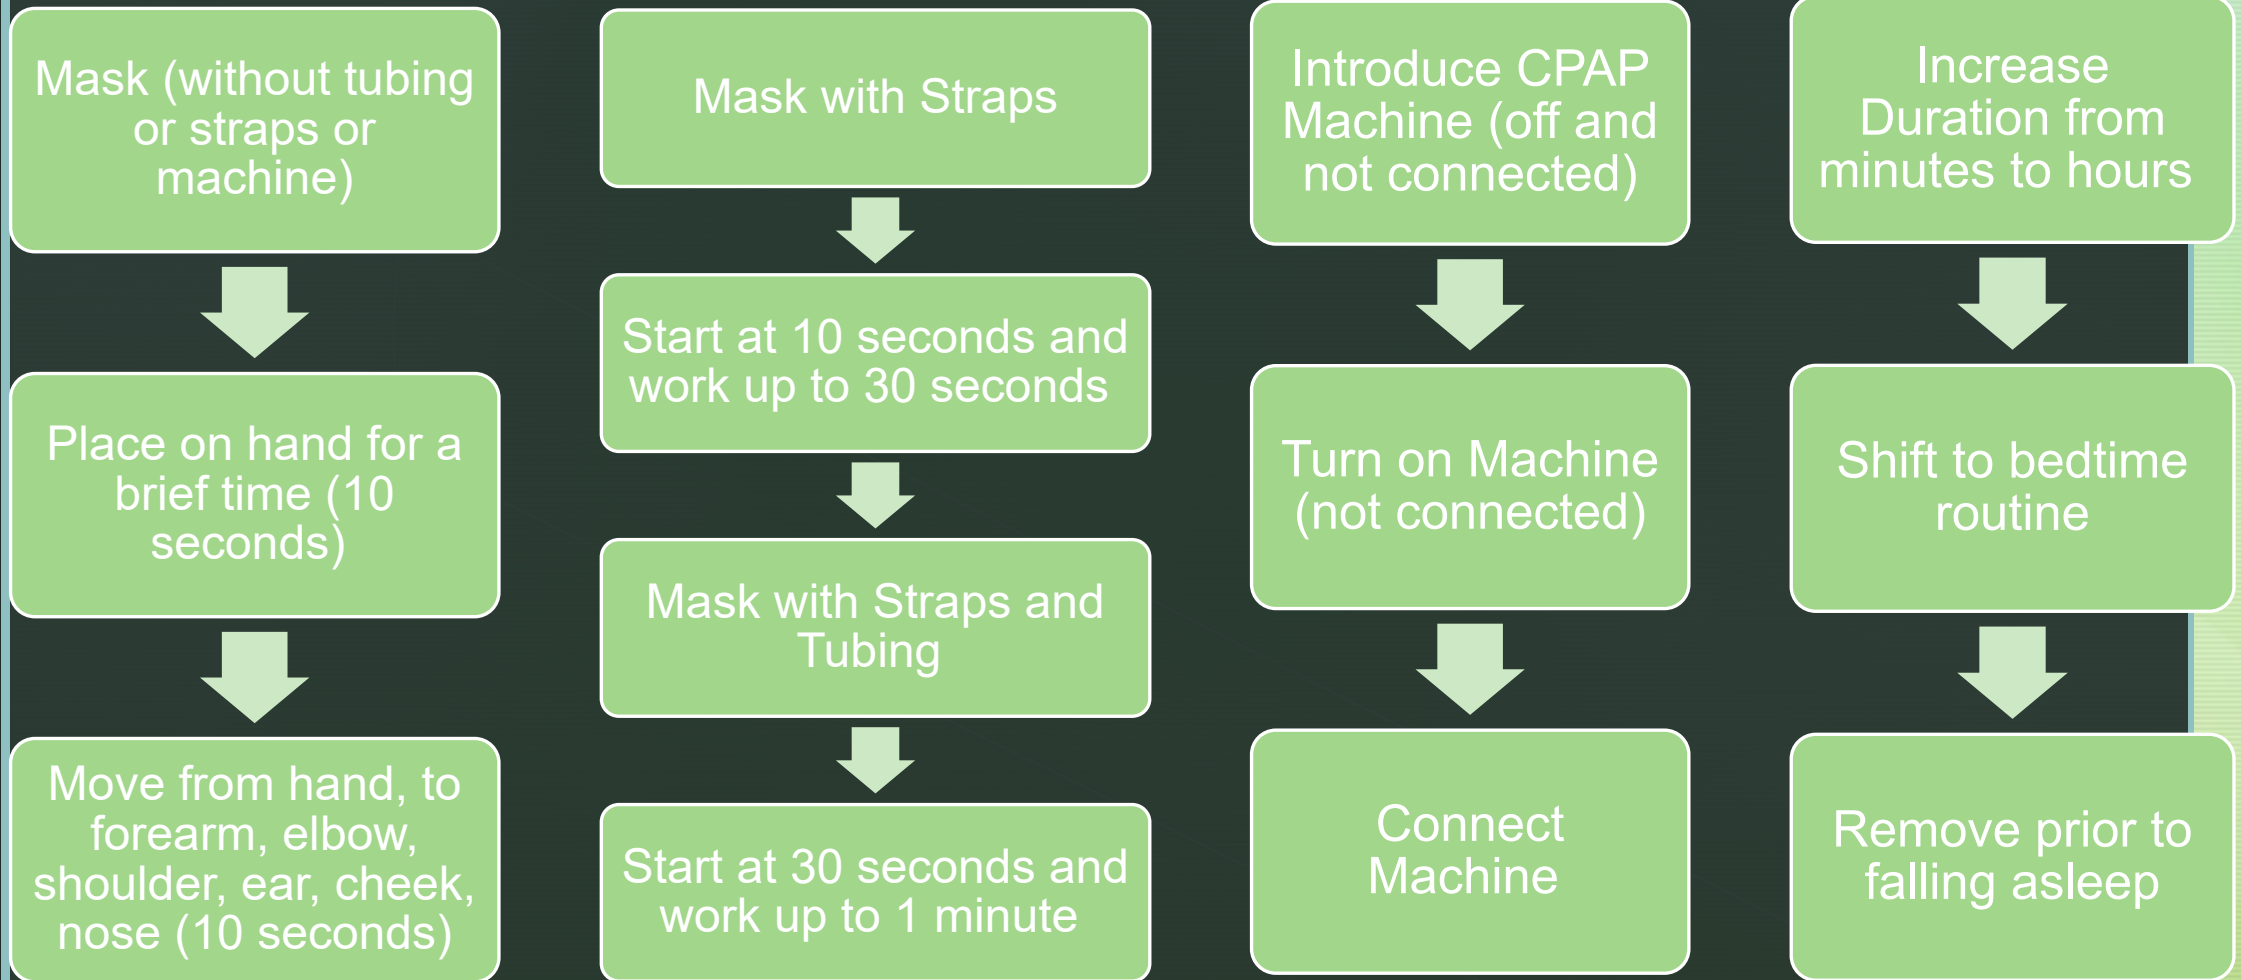 Mask (without tubing
or straps or
machine)
Place on hand for a
brief time (10
seconds)
Move from hand, to
forearm, elbow,
shoulder, ear, cheek,
nose (10 seconds)
Mask with Straps
Start at 10 seconds and
work up to 30 seconds
Mask with Straps and
Tubing
Start at 30 seconds and
work up to 1 minute
Introduce CPAP
Machine (off and
not connected)
Turn on Machine
(not connected)
Connect
Machine
Increase
Duration from
minutes to hours
Shift to bedtime
routine
Remove prior to
falling asleep